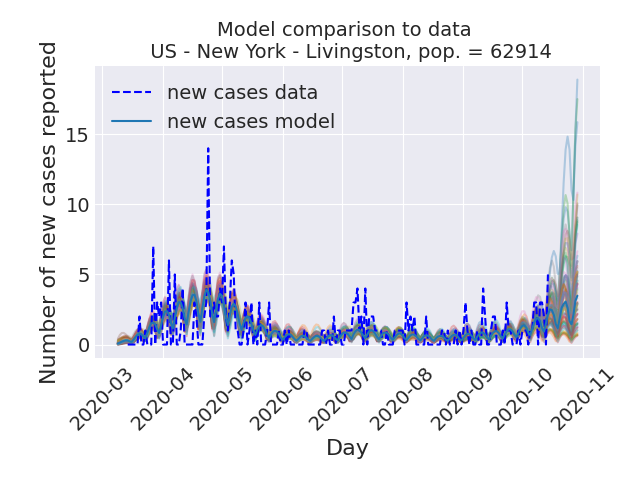 Model comparison to data
US - New York - Livingston, pop. = 62914
new cases data
new cases model
Number of new cases reported
15
10
5
0
2020-03
2020-04
2020-05
2020-06
2020-07
2020-08
2020-09
2020-10
2020-11
Day